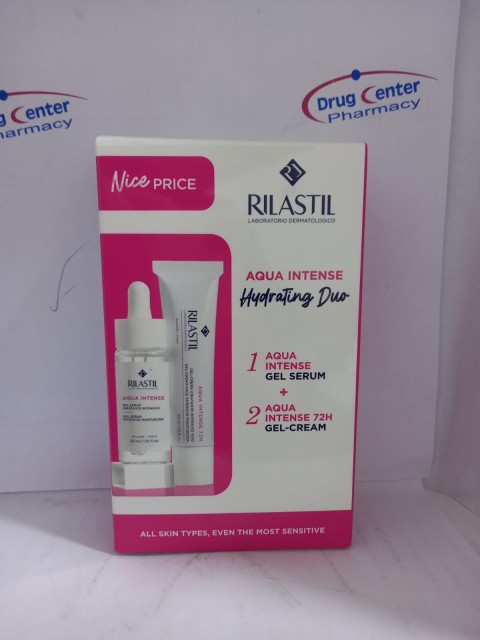 Drug Center
Pharmacy
ug Center
Pharmacy
Nice PRICE
RILASTIL
LABORATORIO DERMATOLOGICO
AQUA INTENSE
Hydrating Duo
1 AQUA
INTENSE
GEL SERUM
+
2 AQUA
INTENSE 72H
GEL-CREAM
RILASTIL
AQUA INTENSE
RILASTIL
AQUA INTENSE 72H
ALL SKIN TYPES, EVEN THE MOST SENSITIVE